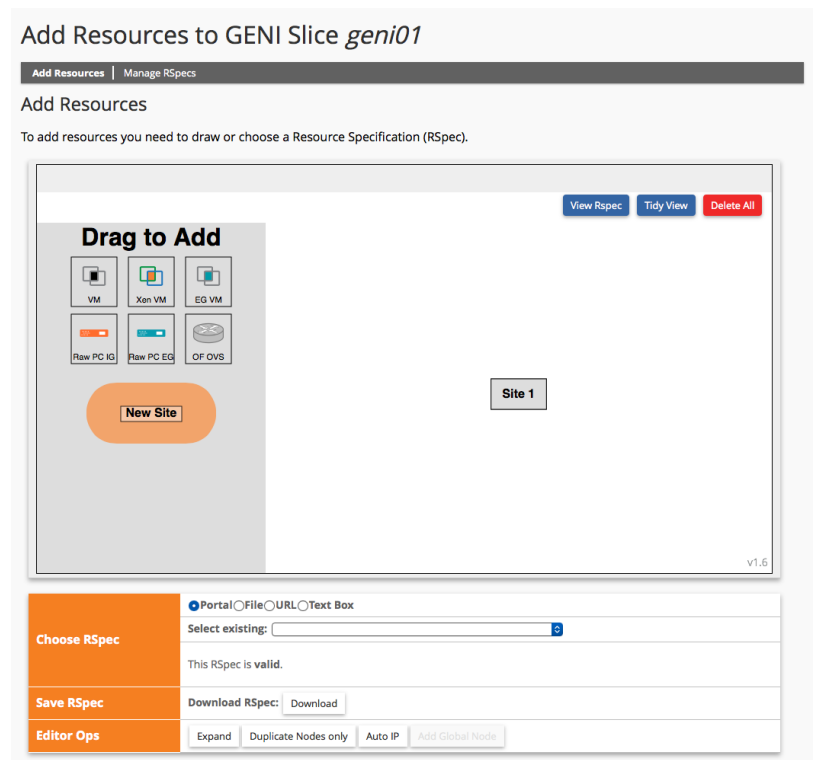 Add Resources to GENI Slice geni01
Add Resources | Manage RSpecs
Add Resources
To add resources you need to draw or choose a Resource Specification (RSpec).
View Rspec Tidy View Delete All
Drag to Add
VM Xen VM EG VM
Raw PC IG Raw PC EG OF OVS
Site 1
New Site
v1.6
Choose RSpec
Portal File URL Text Box
Select existing:
This RSpec is valid.
Save RSpec Download RSpec: Download
Editor Ops Expand Duplicate Nodes only Auto IP Add Global Node